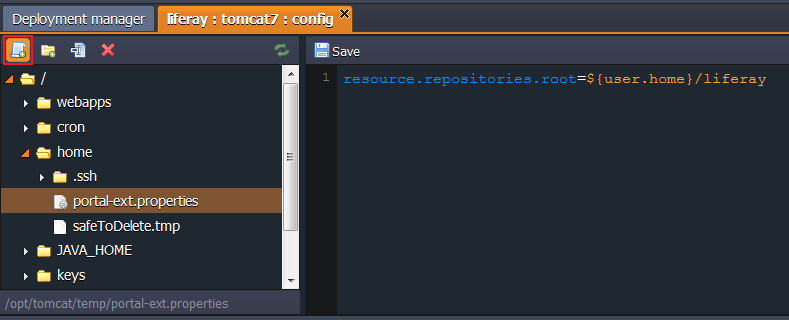 Deployment manager
liferay : tomcat7 : config
Save
/
webapps
cron
home
.ssh
portal-ext.properties
safeToDelete.tmp
JAVA_HOME
keys
/opt/tomcat/temp/portal-ext.properties
1 resource.repositories.root=${user.home}/liferay